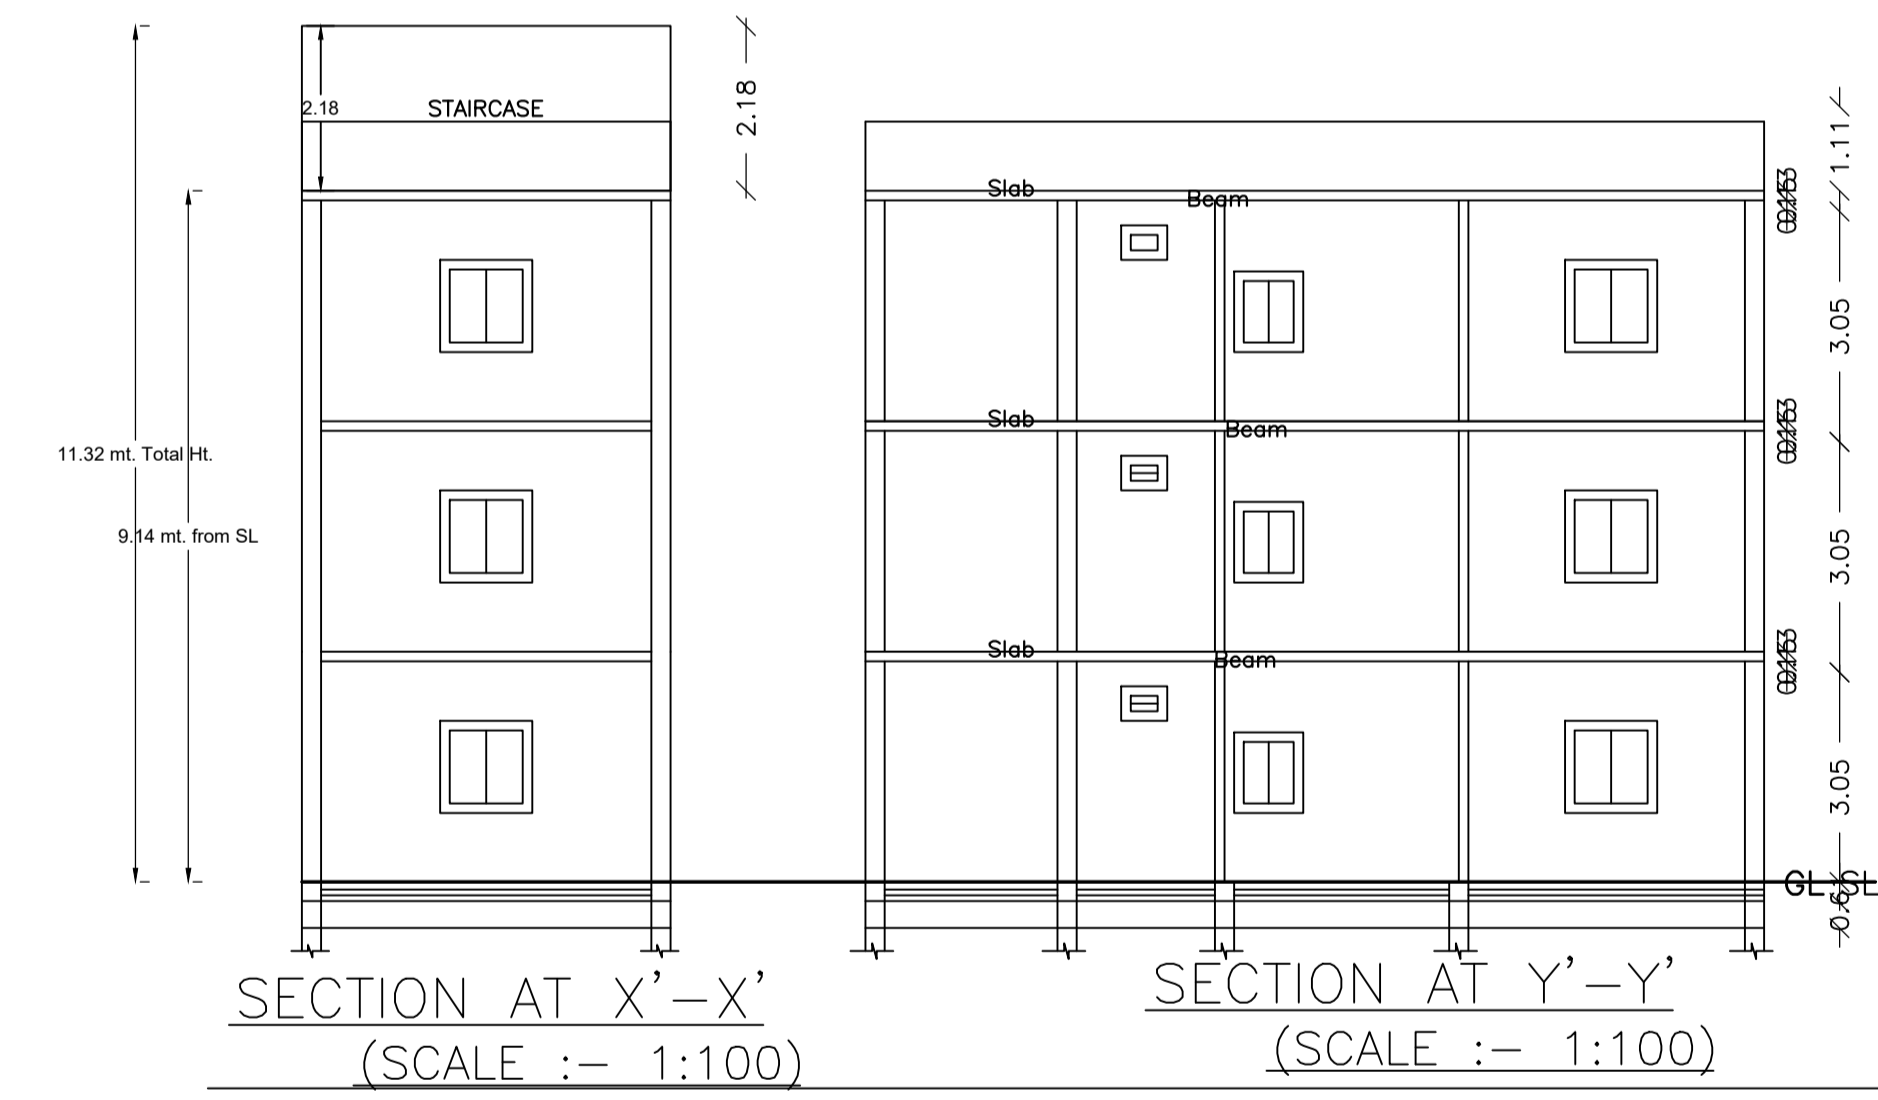 2.18
STAIRCASE
2.18
1.11
Slab
Beam
3.05
11.32 mt. Total Ht.
9.14 mt. from SL
Slab
Beam
3.05
Slab
Beam
3.05
GL
0.61
SECTION AT X'-X'
(SCALE :- 1:100)
SECTION AT Y'-Y'
(SCALE :- 1:100)